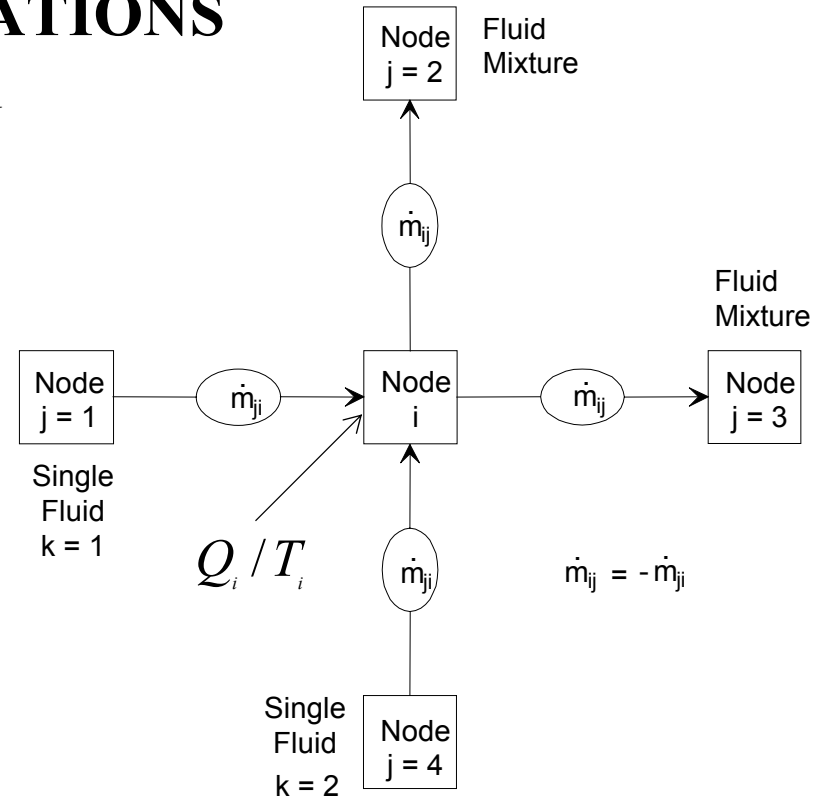 ATIONS
Node
j = 2
Fluid
Mixture
ṁij
Fluid
Mixture
Node
j = 1
ṁji
Node
i
ṁij
Node
j = 3
Single
Fluid
k = 1
Qi / Ti
ṁji
ṁij = - ṁji
Single
Fluid
k = 2
Node
j = 4